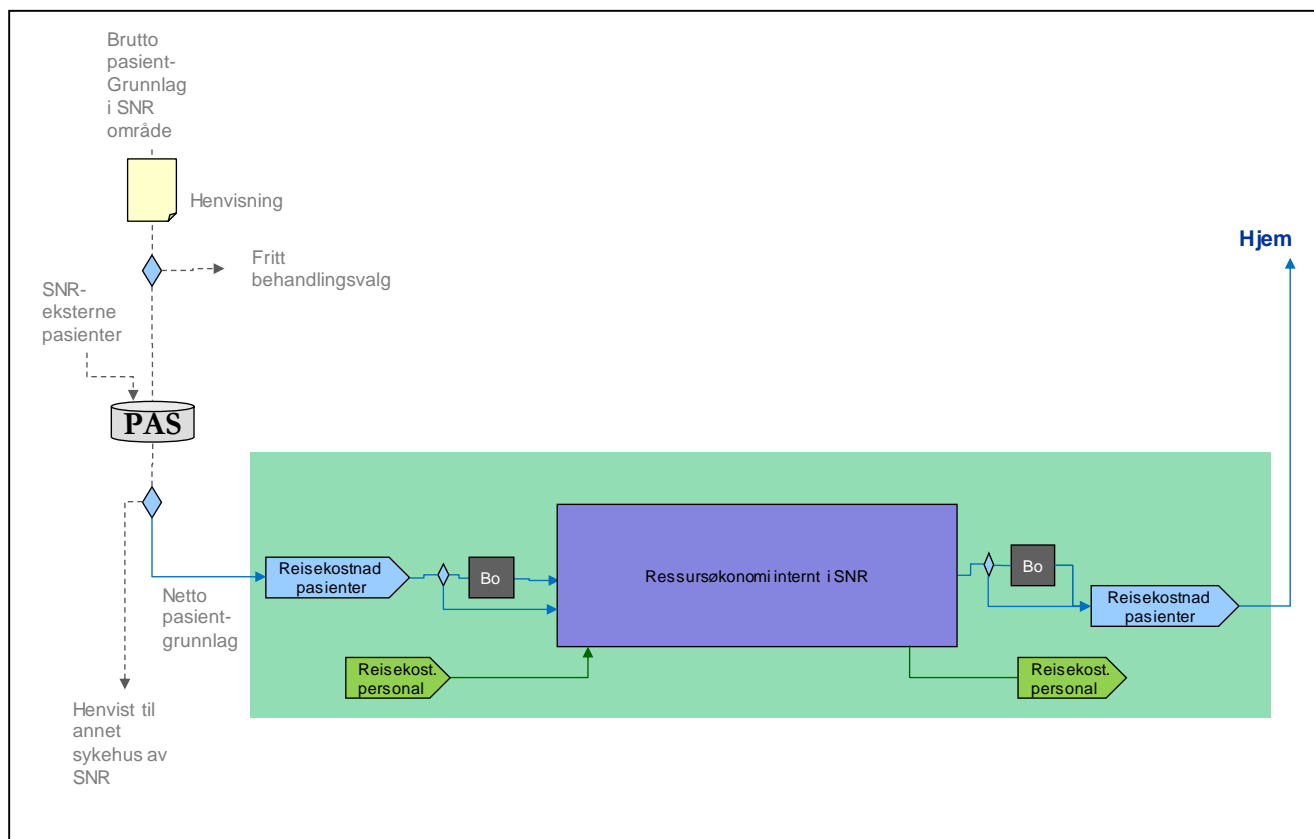 Brutto
pasient-
Grunnlag
i SNR
område
Henvisning
Fritt
behandlingsvalg
Hjem
SNR-
eksterne
pasienter
PAS
Reisekostnad
pasienter
Bo
Ressursøkonomi internt i SNR
Bo
Reisekostnad
pasienter
Netto
pasient-
grunnlag
Reisekost.
personal
Reisekost.
personal
Henvist til
annet
sykehus av
SNR